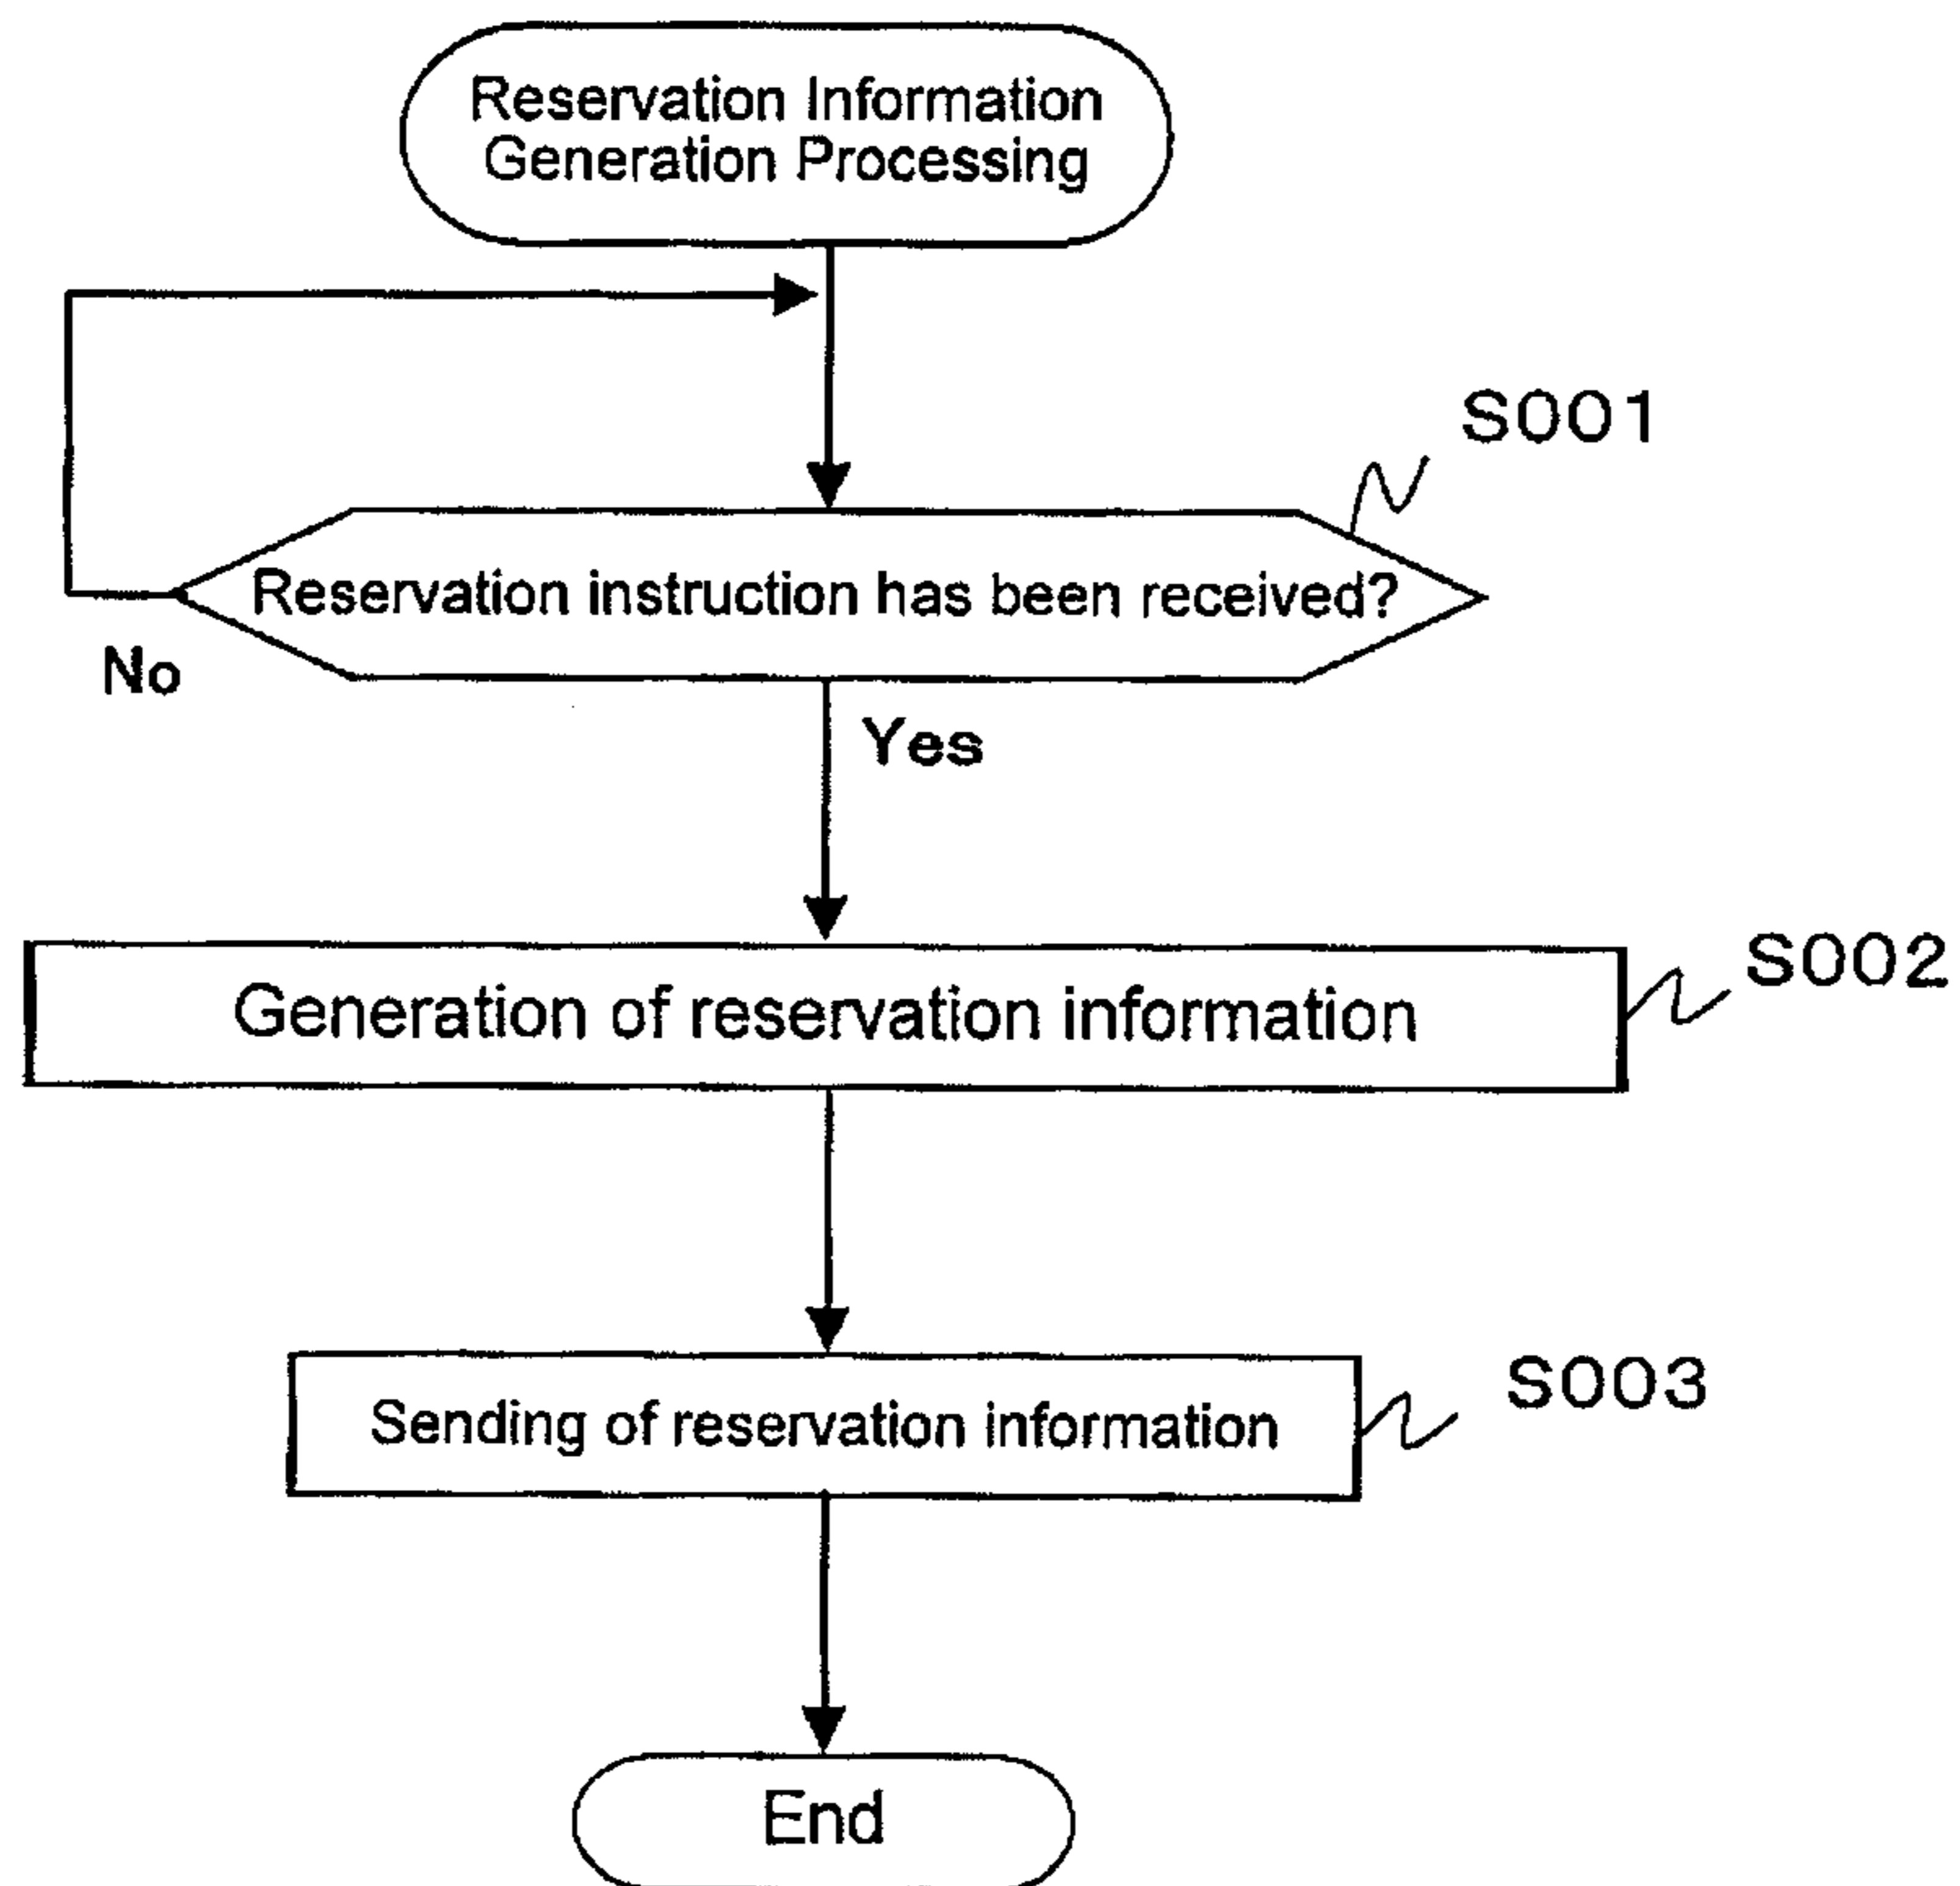 Reservation Information
Generation Processing
S001
Reservation instruction has been received?
No
Yes
S002
Generation of reservation information
S003
Sending of reservation information
End